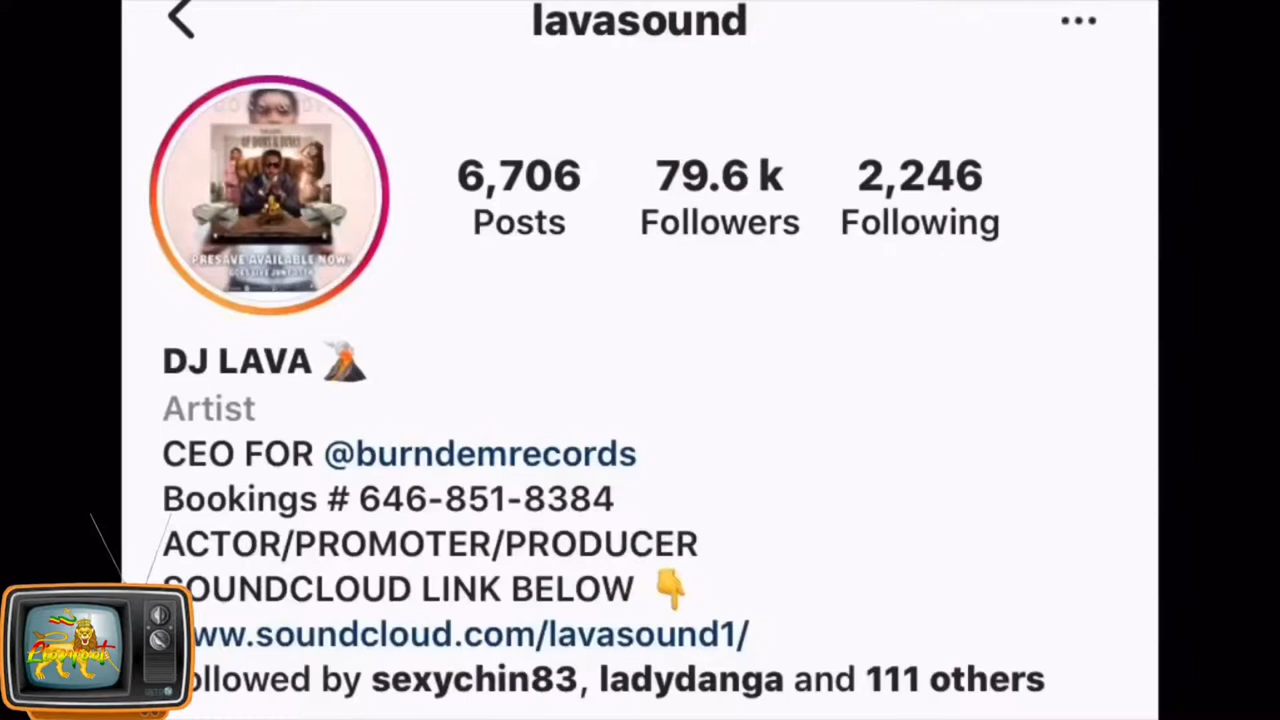 lavasound
6,706 79.6 k 2,246
Posts Followers Following
PRESAVE AVAILABLE NOW!
DJ LAVA
Artist
CEO FOR @burndemrecords
Bookings # 646-851-8384
ACTOR/PROMOTER/PRODUCER
SOUNDCLOUD LINK BELOW
ww.soundcloud.com/lavasound1/
ollowed by sexychin83, ladydanga and 111 others